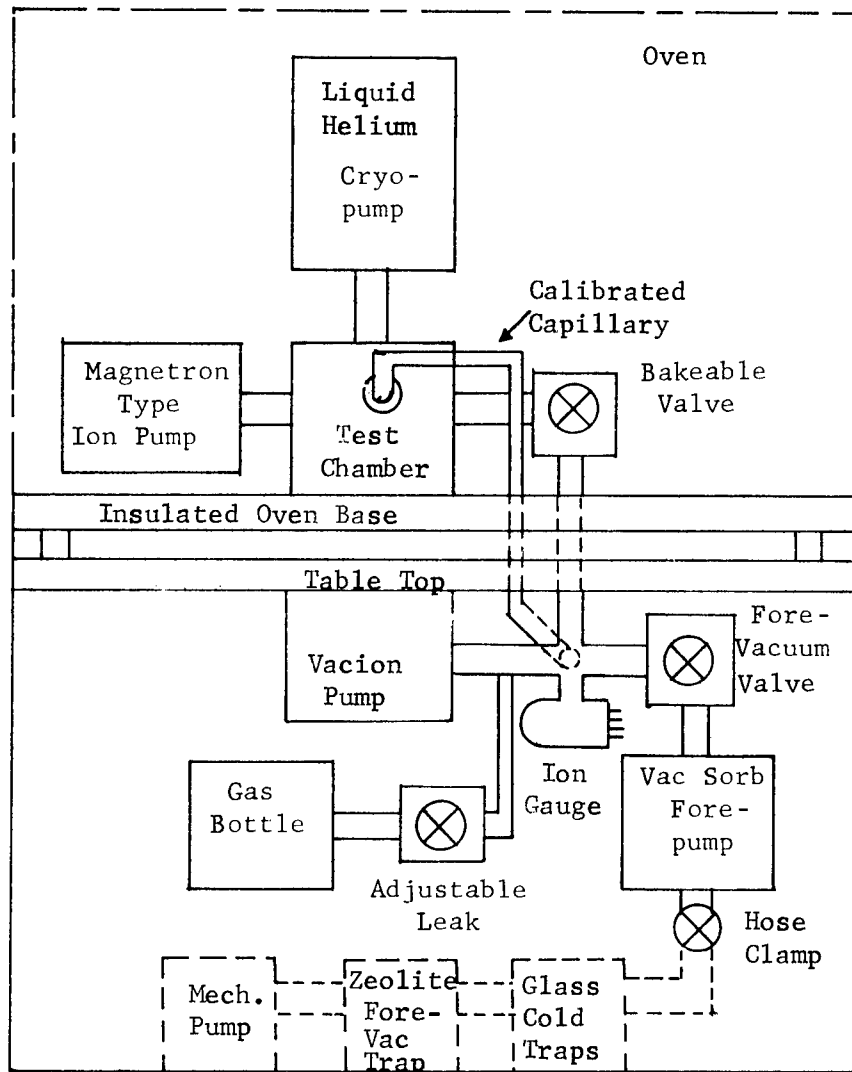 Oven
Liquid
Helium
Cryo-
pump
Calibrated
Capillary
Magnetron
Type
Ion Pump
Bakeable
Valve
Test
Chamber
Insulated Oven Base
Table Top
Fore-
Vacuum
Valve
Vacion
Pump
Ion
Gauge
Gas
Bottle
Vac Sorb
Fore-
pump
Adjustable
Leak
Hose
Clamp
Mech.
Pump
Zeolite
Fore-
Vac
Trap
Glass
Cold
Traps